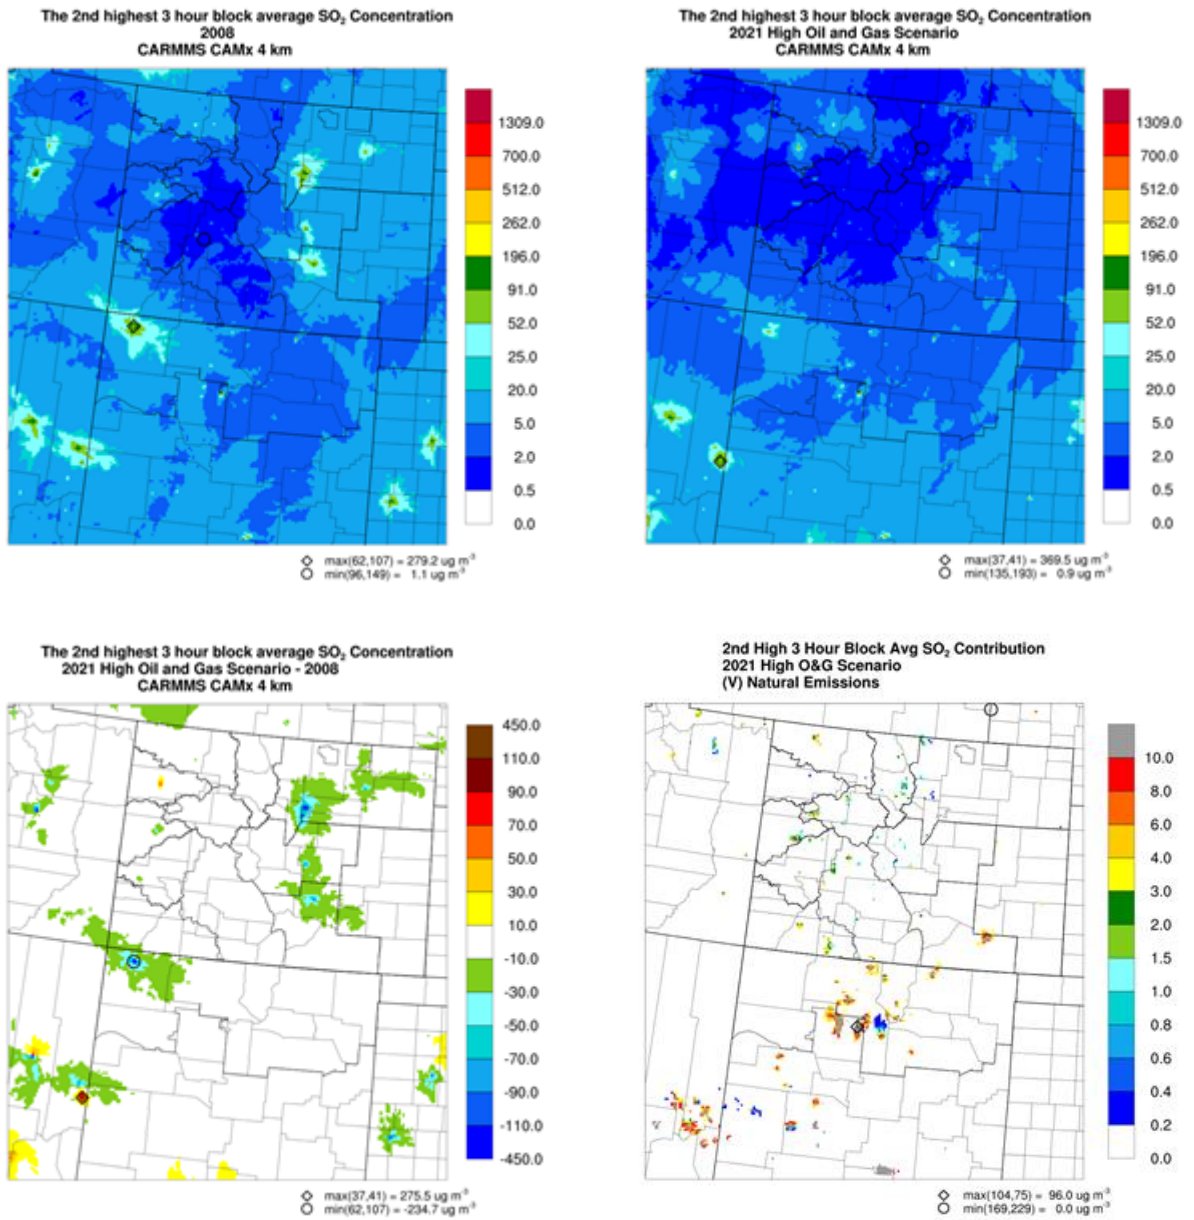 The 2nd highest 3 hour block average SO₂ Concentration
2008
CARMMS CAMx 4 km
1309.0
700.0
512.0
262.0
196.0
91.0
52.0
25.0
20.0
5.0
2.0
0.5
0.0
max(62,107) = 279.2 ug m⁻³
min(96,149) = 1.1 ug m⁻³
The 2nd highest 3 hour block average SO₂ Concentration
2021 High Oil and Gas Scenario
CARMMS CAMx 4 km
1309.0
700.0
512.0
262.0
196.0
91.0
52.0
25.0
20.0
5.0
2.0
0.5
0.0
max(37,41) = 369.5 ug m⁻³
min(135,193) = 0.9 ug m⁻³
The 2nd highest 3 hour block average SO₂ Concentration
2021 High Oil and Gas Scenario - 2008
CARMMS CAMx 4 km
450.0
110.0
90.0
70.0
50.0
30.0
10.0
-10.0
-30.0
-50.0
-70.0
-90.0
-110.0
-450.0
max(37,41) = 275.5 ug m⁻³
min(62,107) = -234.7 ug m⁻³
2nd High 3 Hour Block Avg SO₂ Contribution
2021 High O&G Scenario
(V) Natural Emissions
10.0
8.0
6.0
4.0
3.0
2.0
1.5
1.0
0.8
0.6
0.4
0.2
0.0
max(104,75) = 96.0 ug m⁻³
min(169,229) = 0.0 ug m⁻³